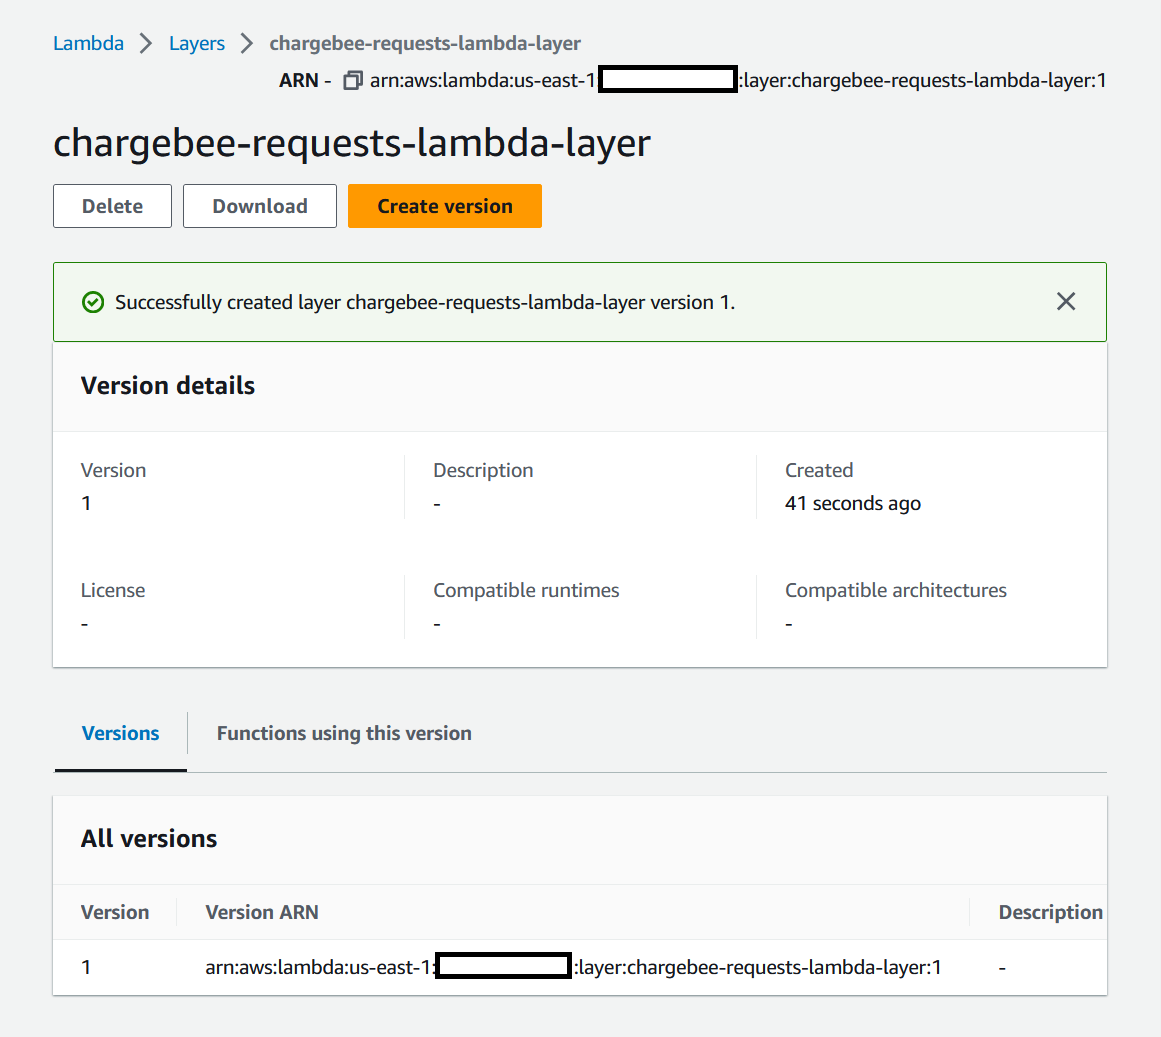 Lambda > Layers > chargebee-requests-lambda-layer
ARN - arn:aws:lambda:us-east-1: :layer:chargebee-requests-lambda-layer:1
chargebee-requests-lambda-layer
Delete Download Create version
Successfully created layer chargebee-requests-lambda-layer version 1.
Version details
Version Description Created
1 - 41 seconds ago
License Compatible runtimes Compatible architectures
- - -
Versions Functions using this version
All versions
Version Version ARN Description
1 arn:aws:lambda:us-east-1: :layer:chargebee-requests-lambda-layer:1 -